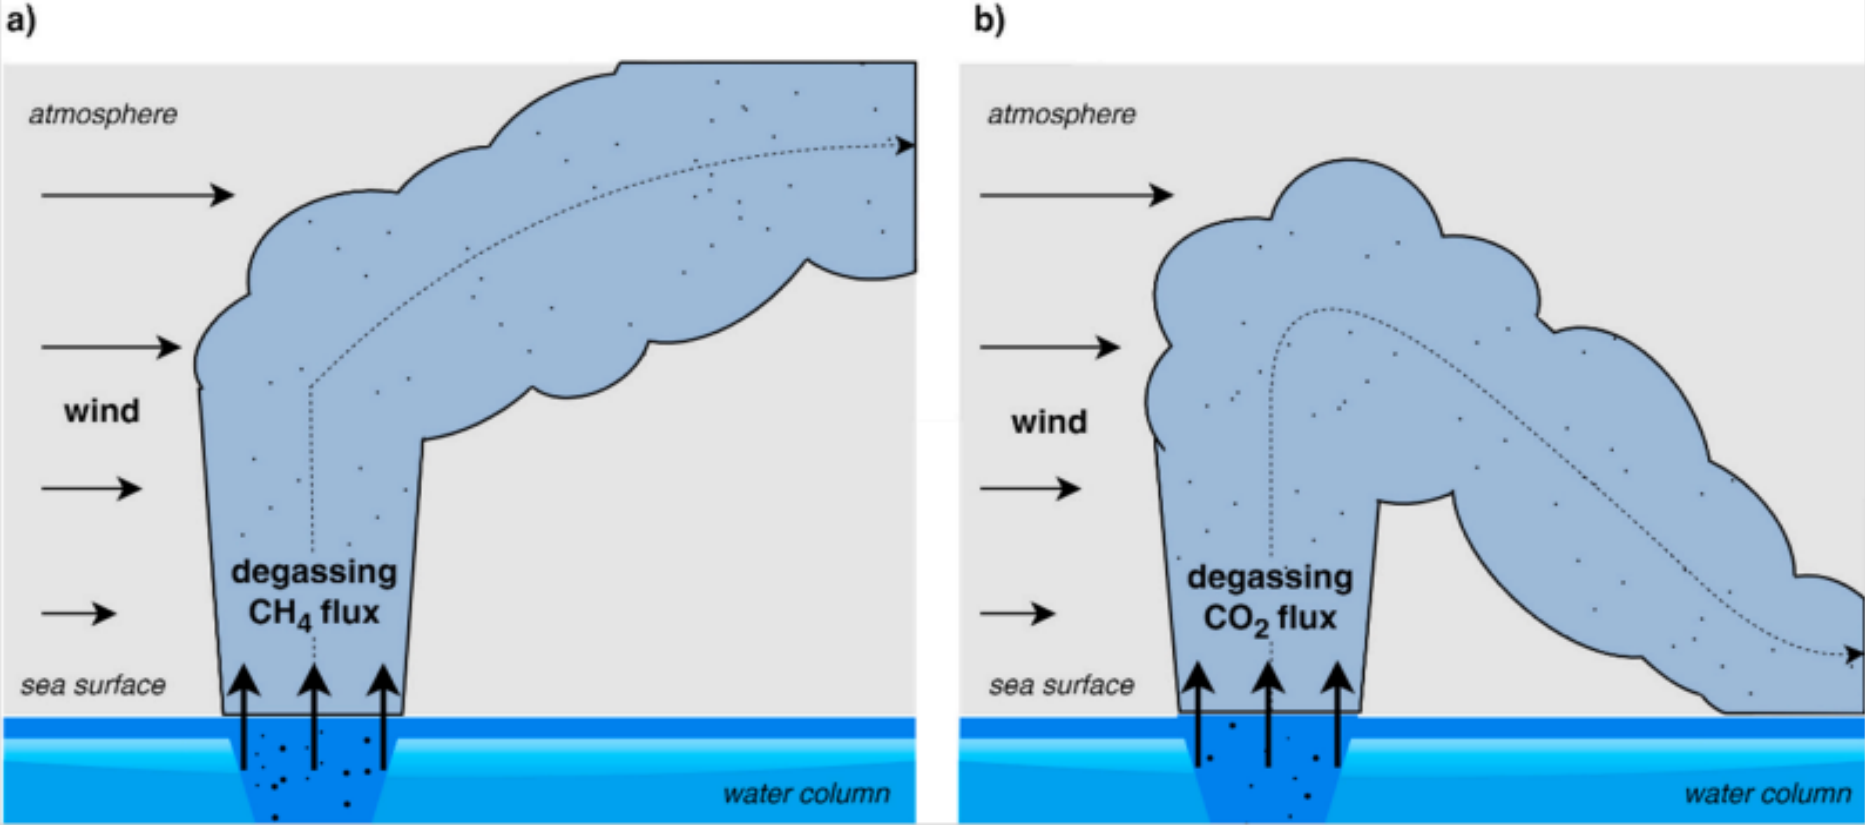 a)
atmosphere
wind
degassing
CH4 flux
sea surface
water column
b)
atmosphere
wind
degassing
CO2 flux
sea surface
water column